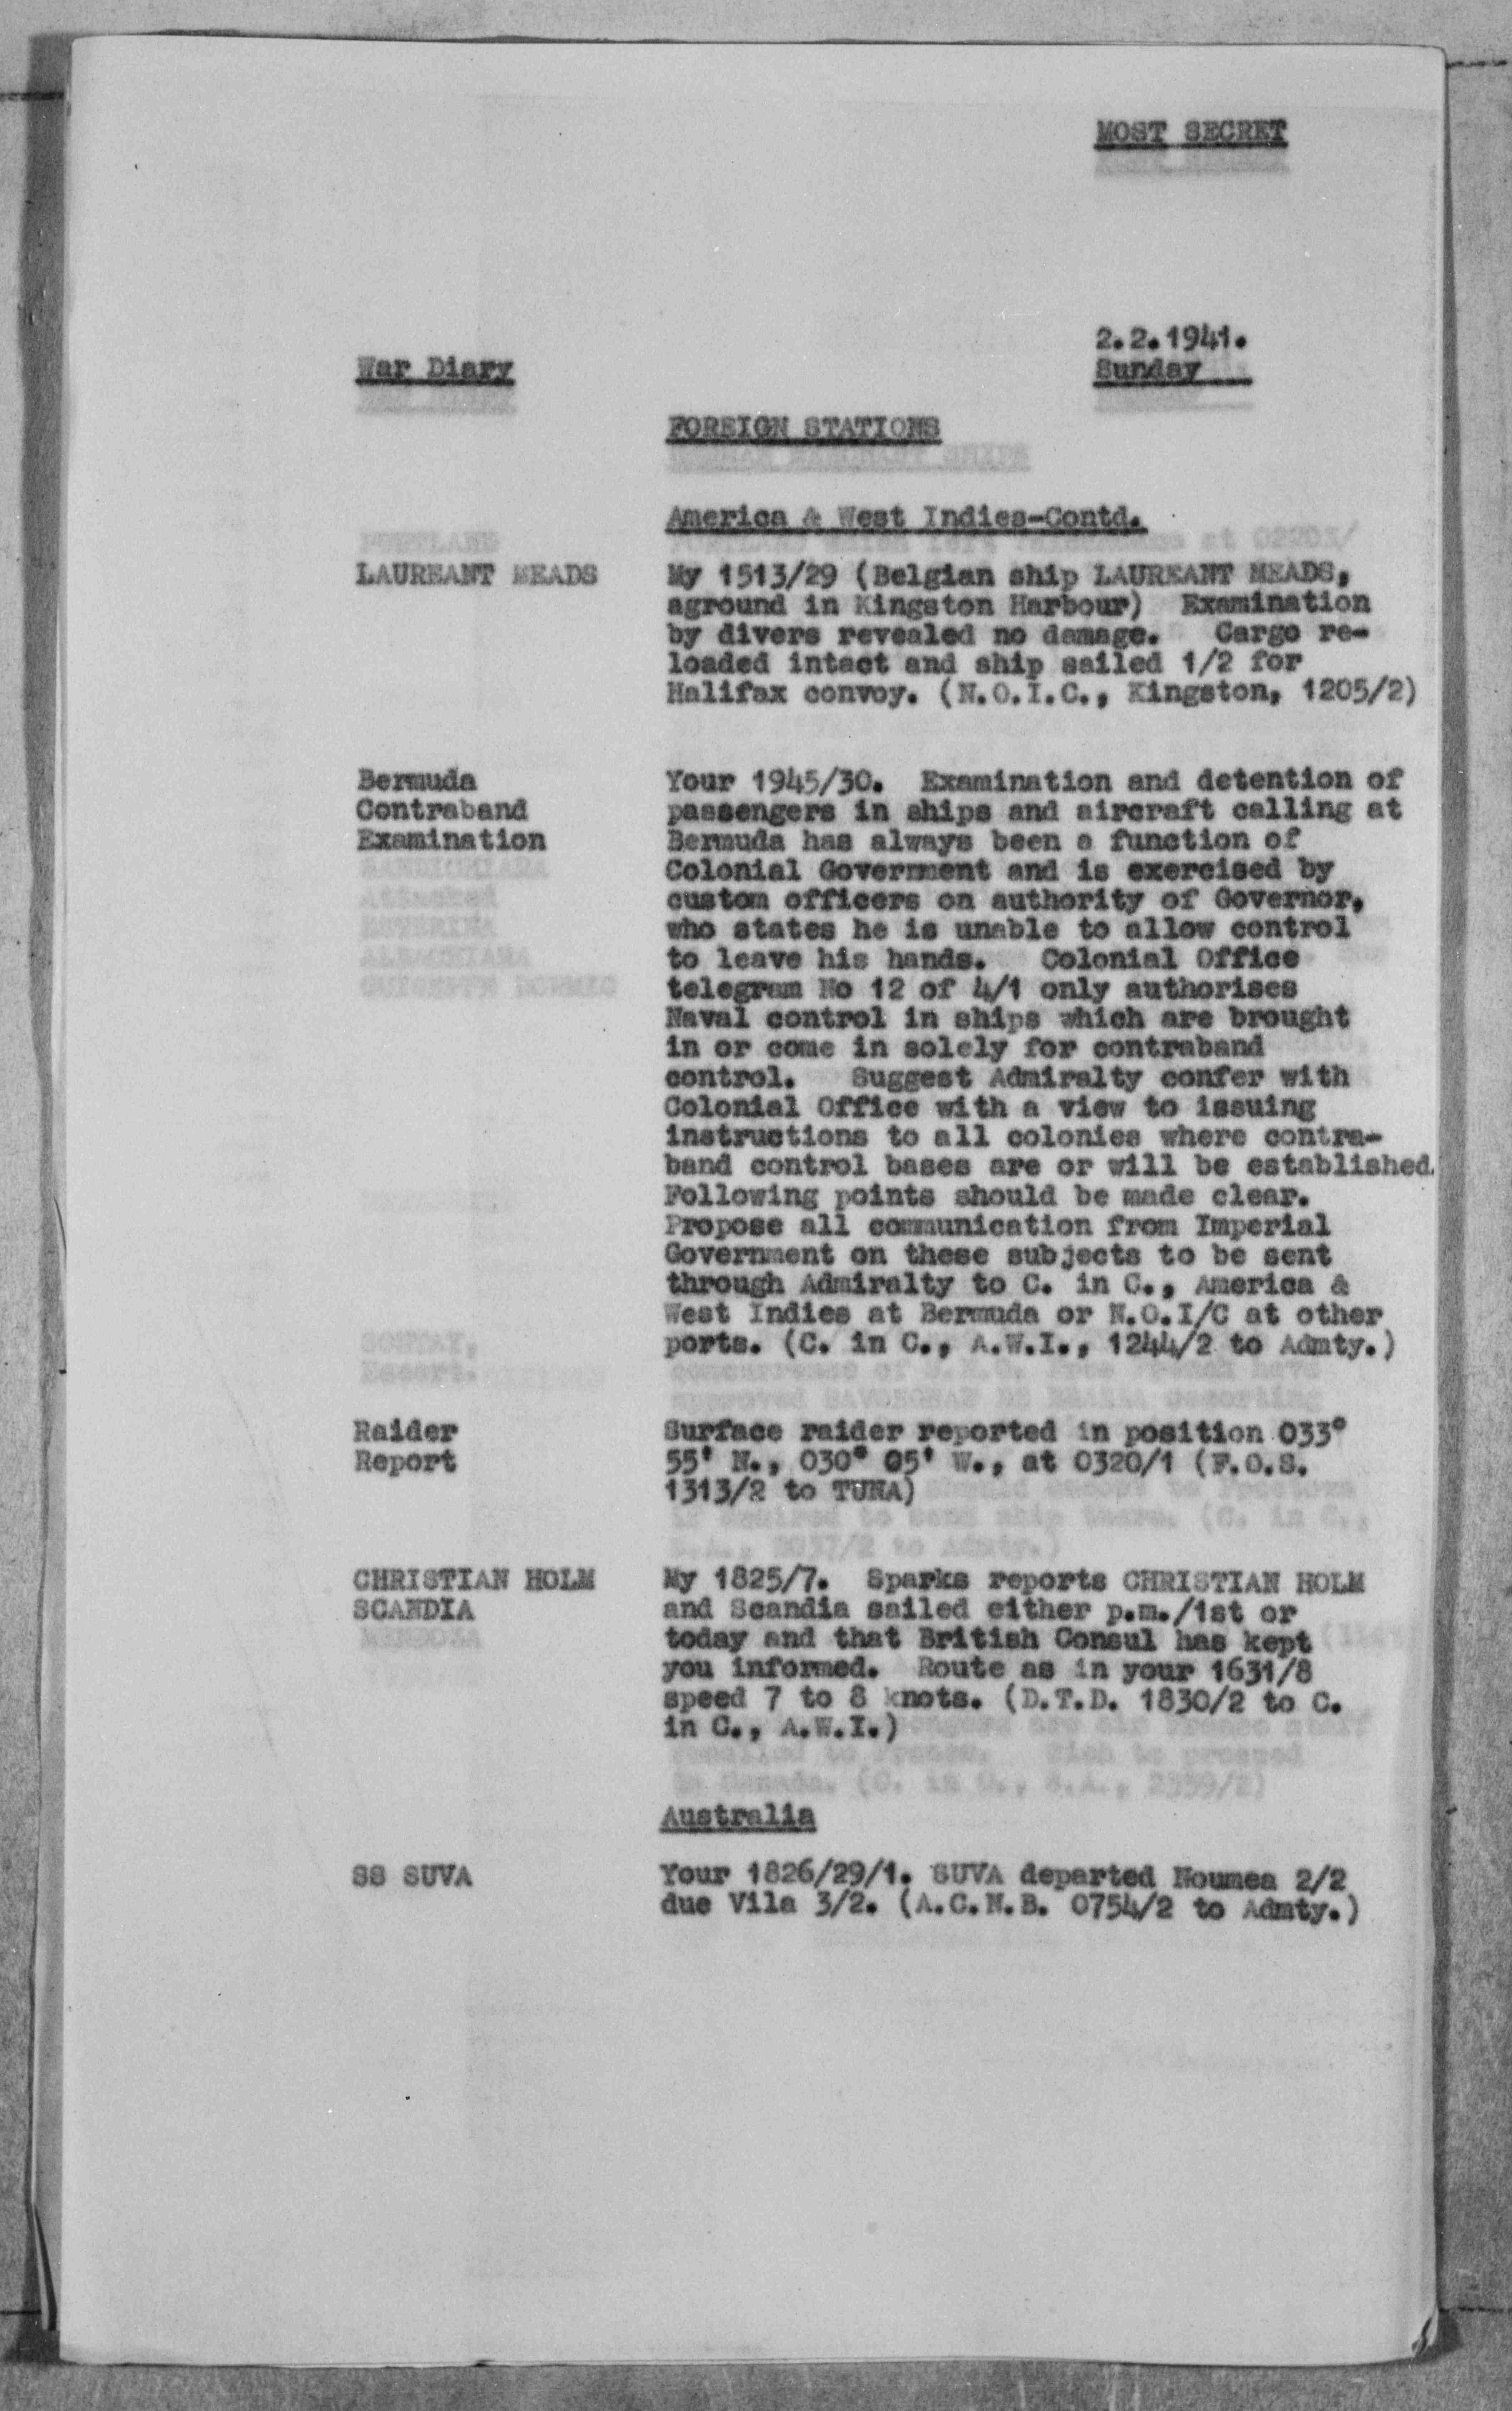 MOST SECRET
2.2.1941.
War Diary
Sunday
FOREIGN STATIONS
America & West Indies-Contd.
LAUREANT MEADS
My 1513/29 (Belgian ship LAUREANT MEADS,
aground in Kingston Harbour) Examination
by divers revealed no damage. Cargo re-
loaded intact and ship sailed 1/2 for
Halifax convoy. (N.O.I.C., Kingston, 1205/2)
Bermuda
Contraband
Examination
Your 1945/30. Examination and detention of
passengers in ships and aircraft calling at
Bermuda has always been a function of
Colonial Government and is exercised by
custom officers on authority of Governor,
who states he is unable to allow control
to leave his hands. Colonial Office
telegram No 12 of 4/1 only authorises
Naval control in ships which are brought
in or come in solely for contraband
control. Suggest Admiralty confer with
Colonial Office with a view to issuing
instructions to all colonies where contra-
band control bases are or will be established.
Following points should be made clear.
Propose all communication from Imperial
Government on these subjects to be sent
through Admiralty to C. in C., America &
West Indies at Bermuda or N.O.I/C at other
ports. (C. in C., A.W.I., 1244/2 to Admty.)
Raider
Report
Surface raider reported in position 033°
55' N., 030° 05' W., at 0320/1 (F.O.S.
1313/2 to TUNA)
CHRISTIAN HOLM
SCANDIA
My 1825/7. Sparks reports CHRISTIAN HOLM
and Scandia sailed either p.m./1st or
today and that British Consul has kept
you informed. Route as in your 1631/8
speed 7 to 8 knots. (D.T.D. 1830/2 to C.
in C., A.W.I.)
Australia
SS SUVA
Your 1826/29/1. SUVA departed Noumea 2/2
due Vila 3/2. (A.C.N.B. 0754/2 to Admty.)